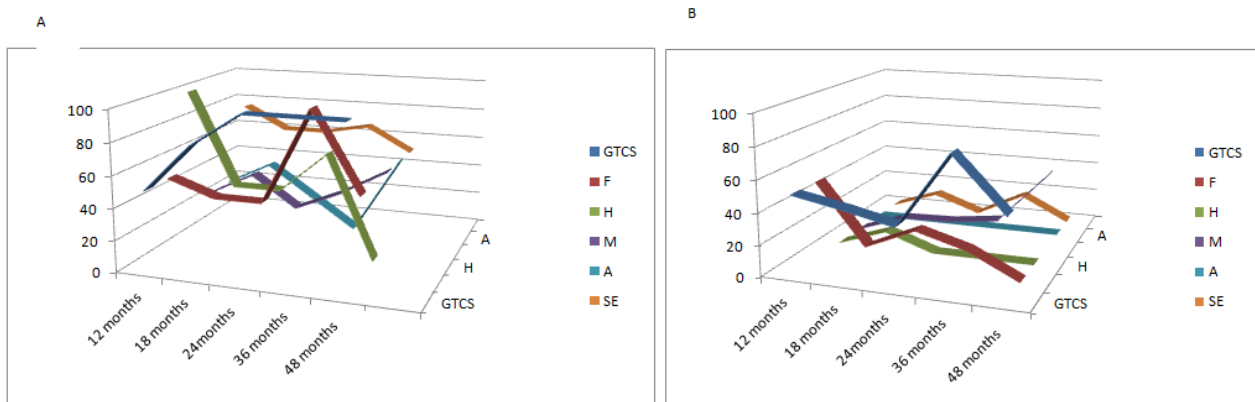 A
100
80
60
40
20
0
12 months
18 months
24months
36 months
48 months
GTCS
H
A
GTCS
F
H
M
A
SE
B
100
80
60
40
20
0
12 months
18 months
24months
36 months
48 months
GTCS
H
A
GTCS
F
H
M
A
SE